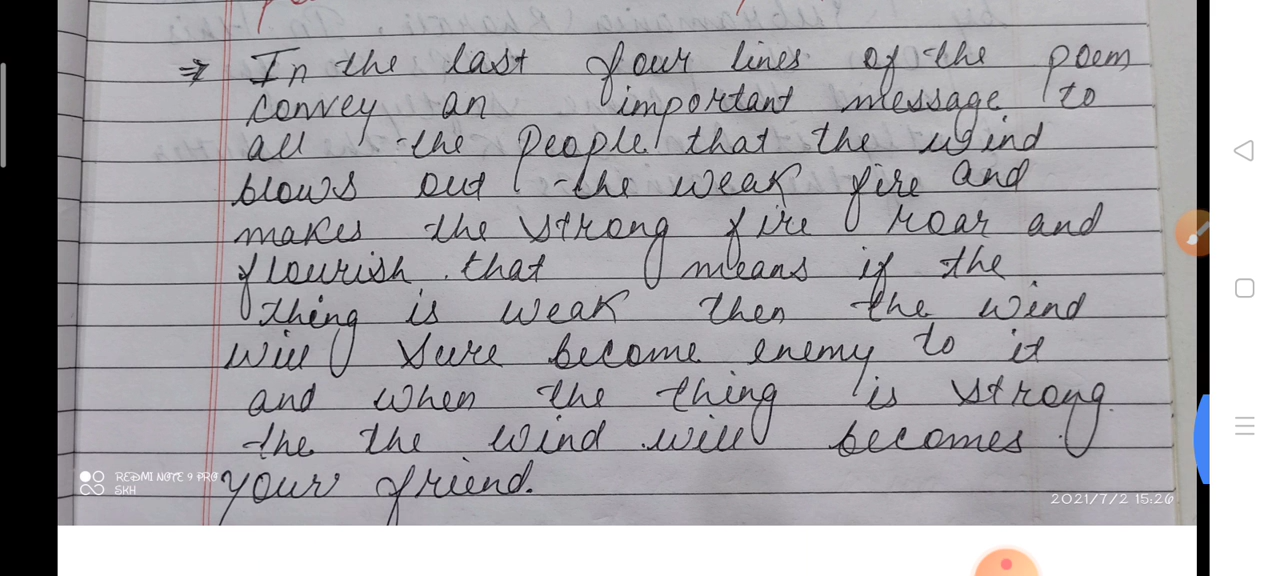 ⇒ In the last four lines of the poem
convey an important message to
all the people that the wind
blows out the weak fire and
makes the strong fire roar and
flourish that means if the
thing is weak then the wind
will sure become enemy to it
and when the thing is strong
the the wind will becomes
your friend.
REDMI NOTE 9 PRO
SKH
2021/7/2 15:26